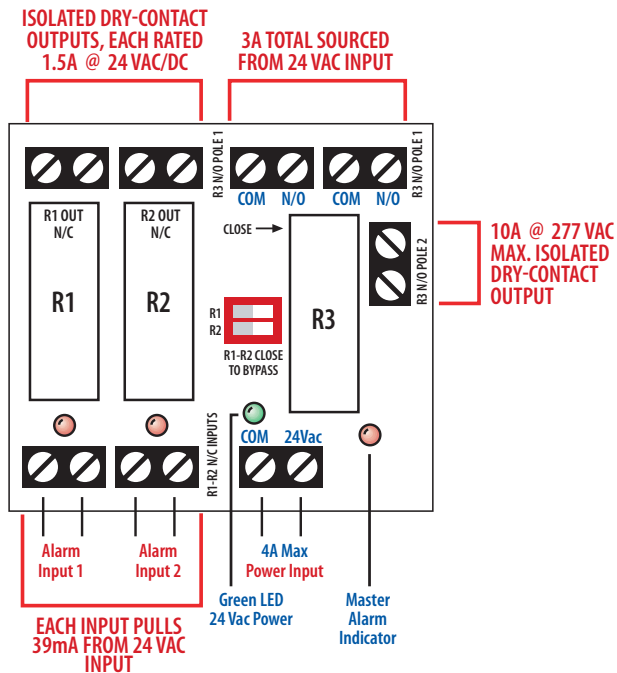 ISOLATED DRY-CONTACT
OUTPUTS, EACH RATED
1.5A @ 24 VAC/DC
3A TOTAL SOURCED
FROM 24 VAC INPUT
R3 N/O POLE 1
COM N/O
COM N/O
R3 N/O POLE 1
R1 OUT
N/C
R1
R2 OUT
N/C
R2
CLOSE
R3
R3 N/O POLE 2
10A @ 277 VAC
MAX. ISOLATED
DRY-CONTACT
OUTPUT
R1
R2
R1-R2 CLOSE
TO BYPASS
R1-R2 N/C INPUTS
COM 24Vac
Alarm
Input 1
Alarm
Input 2
4A Max
Power Input
Green LED
24 Vac Power
Master
Alarm
Indicator
EACH INPUT PULLS
39mA FROM 24 VAC
INPUT